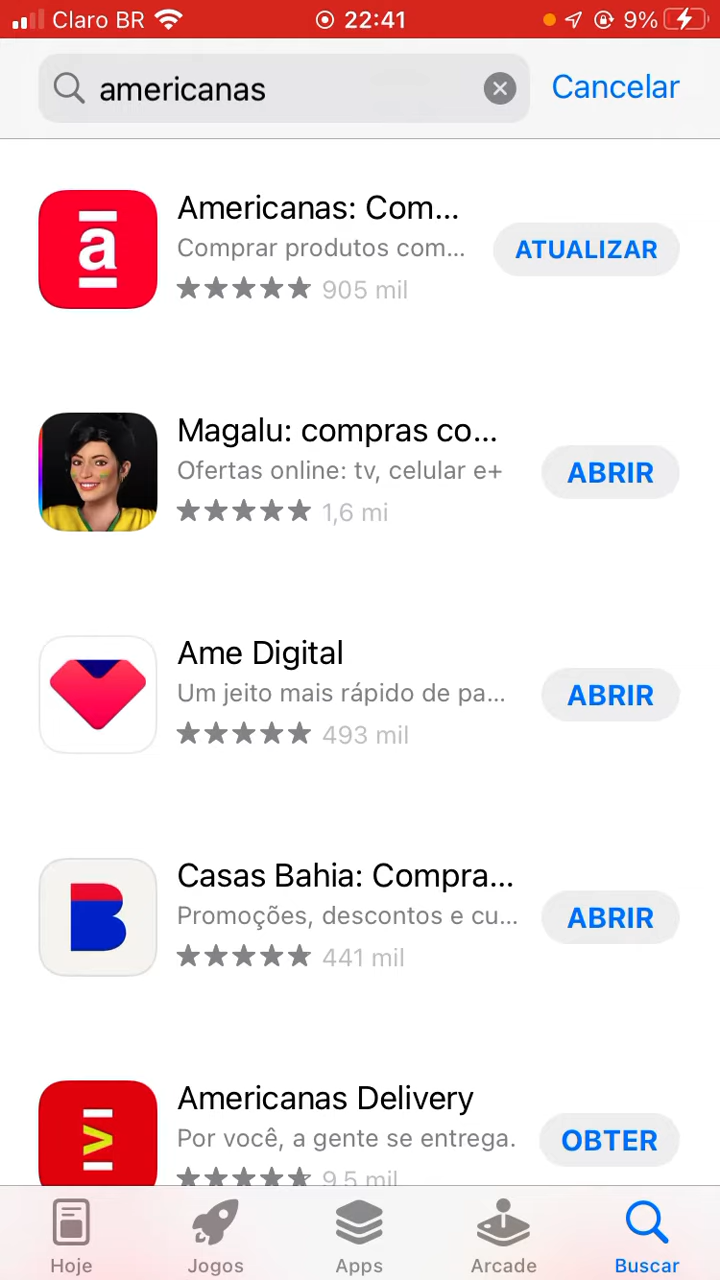 Claro BR 22:41 9%
americanas Cancelar
Americanas: Com...
Comprar produtos com...
ATUALIZAR
905 mil
Magalu: compras co...
Ofertas online: tv, celular e+
ABRIR
1,6 mi
Ame Digital
Um jeito mais rápido de pa...
ABRIR
493 mil
Casas Bahia: Compra...
Promoções, descontos e cu...
ABRIR
441 mil
Americanas Delivery
Por você, a gente se entrega.
OBTER
9,5 mil
Hoje Jogos Apps Arcade Buscar